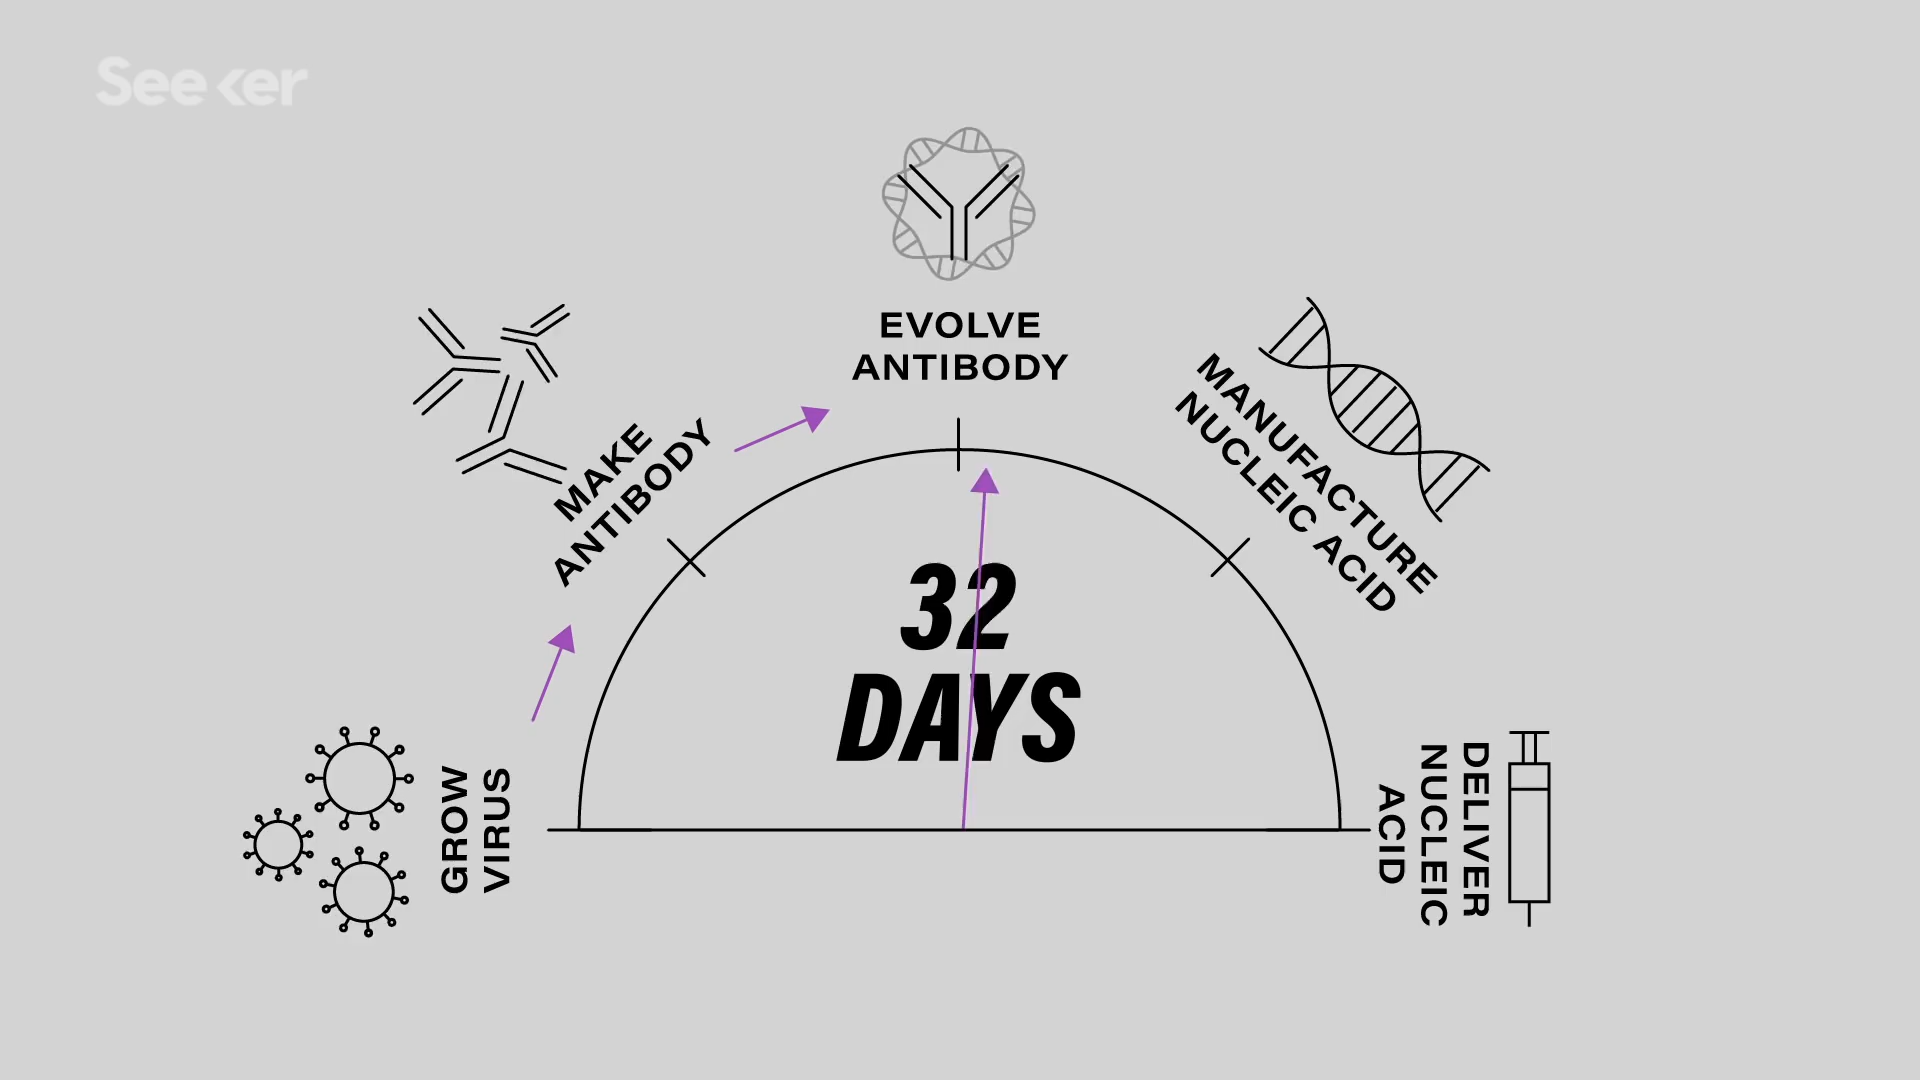 Seeker
EVOLVE
ANTIBODY
MAKE
ANTIBODY
MANUFACTURE
NUCLEIC ACID
32
DAYS
GROW
VIRUS
DELIVER
NUCLEIC
ACID